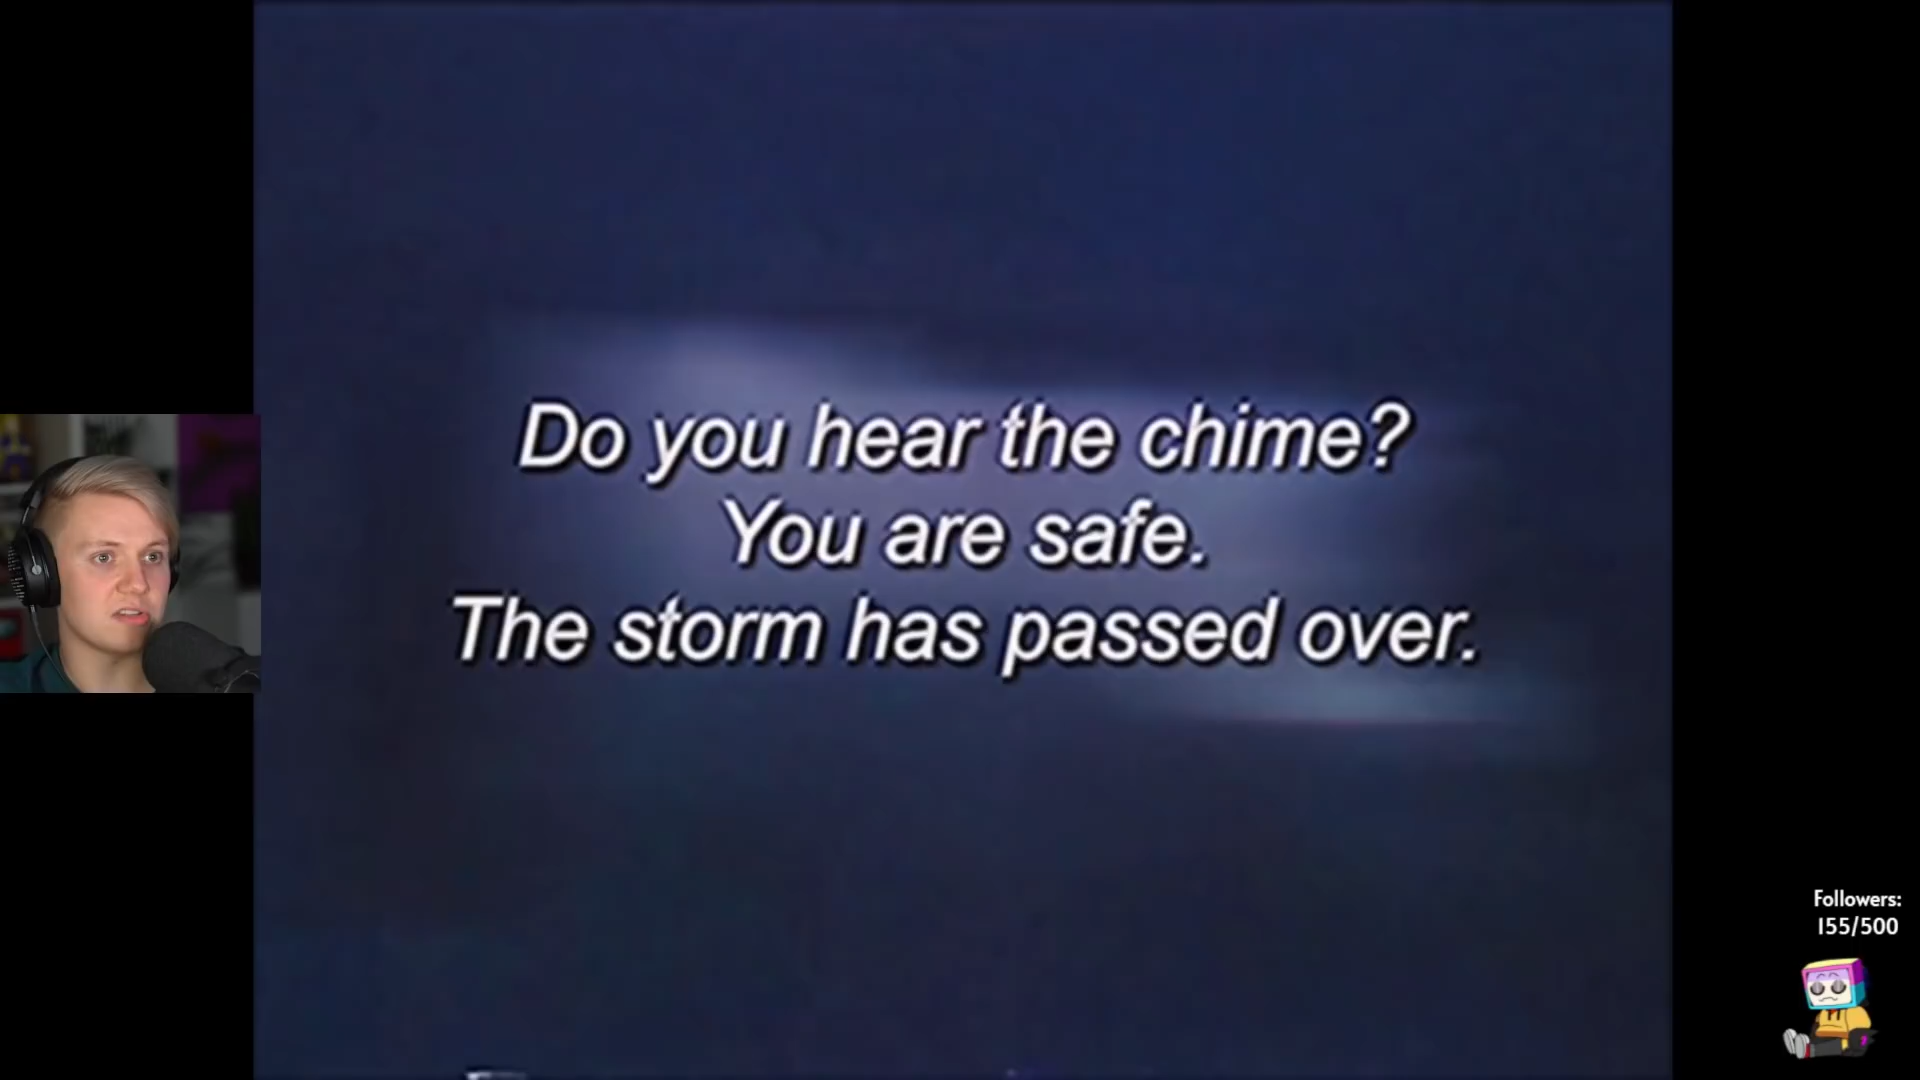 Do you hear the chime?
You are safe.
The storm has passed over.
Followers:
155/500